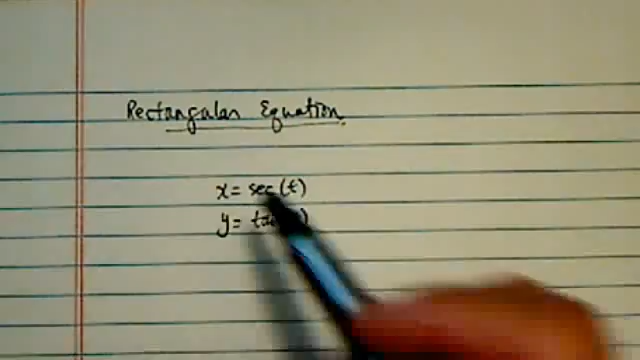 Rectangular Equation
x = sec(t)
y =